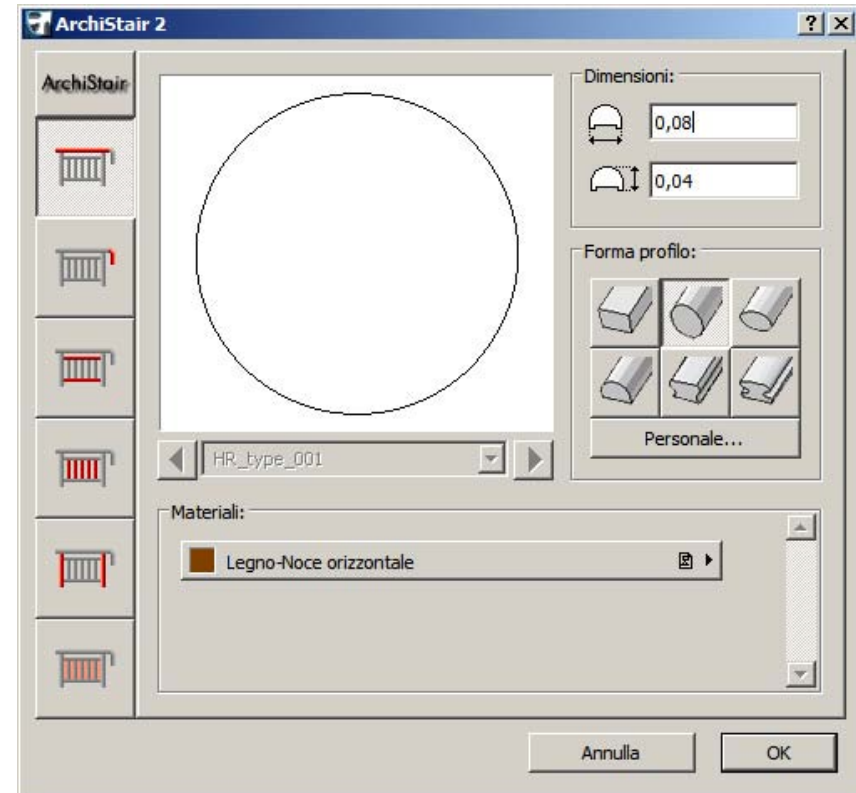 ArchiStair 2
ArchiStair
Dimensioni:
0,08
0,04
Forma profilo:
Personale...
HR_type_001
Materiali:
Legno-Noce orizzontale
Annulla
OK